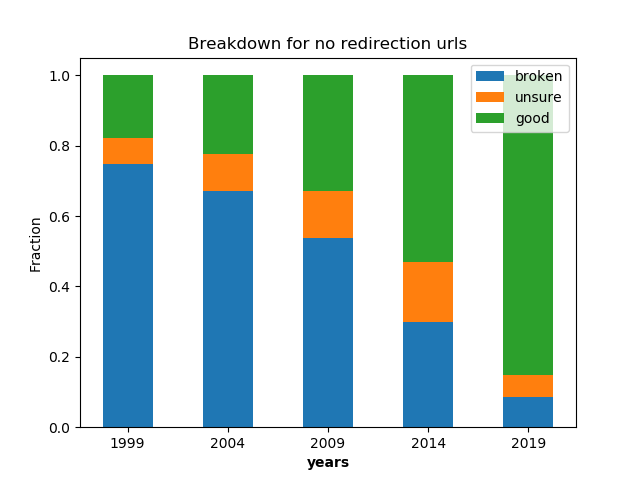 Breakdown for no redirection urls
broken
unsure
good
1.0
0.8
0.6
0.4
0.2
0.0
Fraction
1999 2004 2009 2014 2019
years